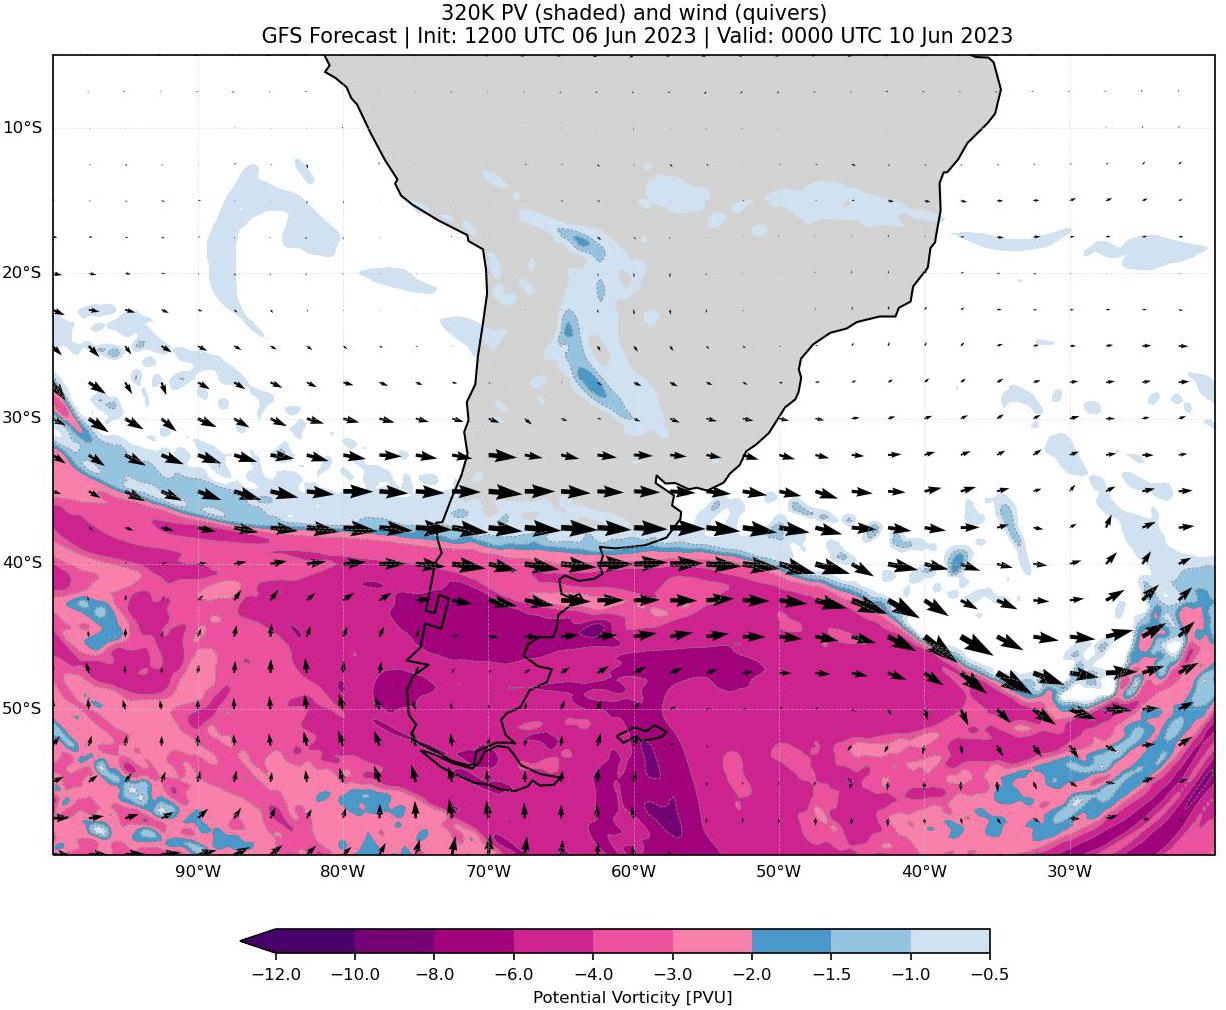 320K PV (shaded) and wind (quivers)
GFS Forecast | Init: 1200 UTC 06 Jun 2023 | Valid: 0000 UTC 10 Jun 2023
10°S
20°S
30°S
40°S
50°S
90°W 80°W 70°W 60°W 50°W 40°W 30°W
−12.0 −10.0 −8.0 −6.0 −4.0 −3.0 −2.0 −1.5 −1.0 −0.5
Potential Vorticity [PVU]